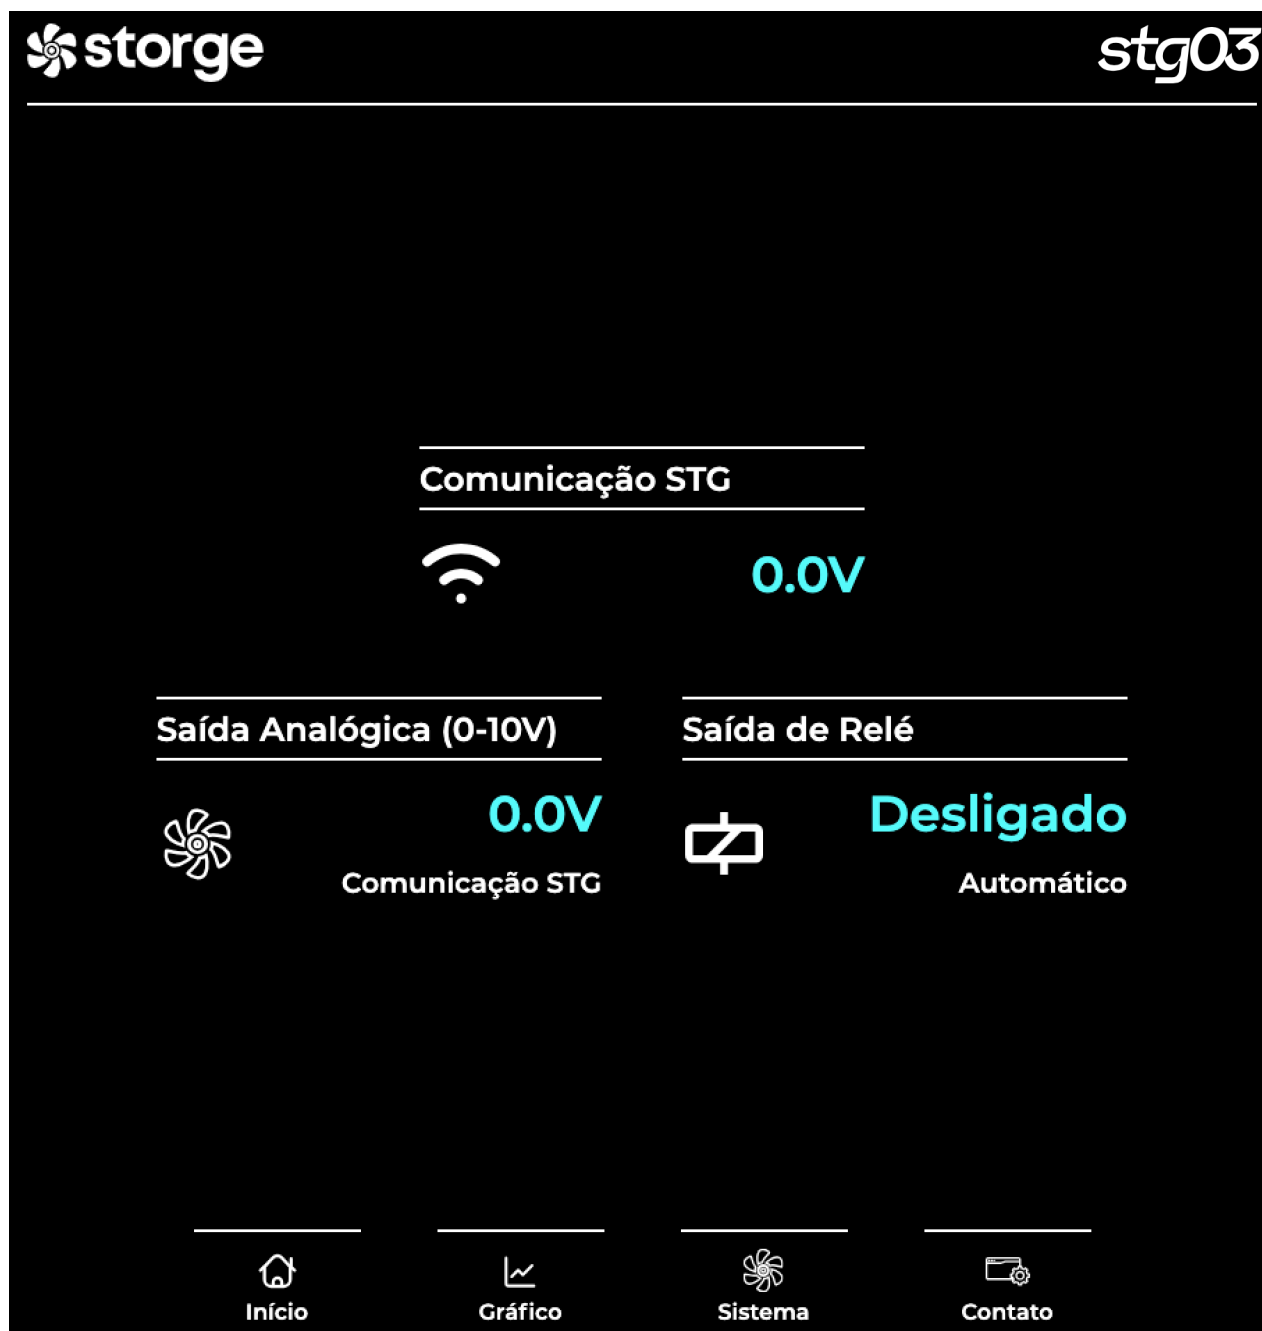 storge
stg03
Comunicação STG
0.0V
Saída Analógica (0-10V)
0.0V
Comunicação STG
Saída de Relé
Desligado
Automático
Início
Gráfico
Sistema
Contato